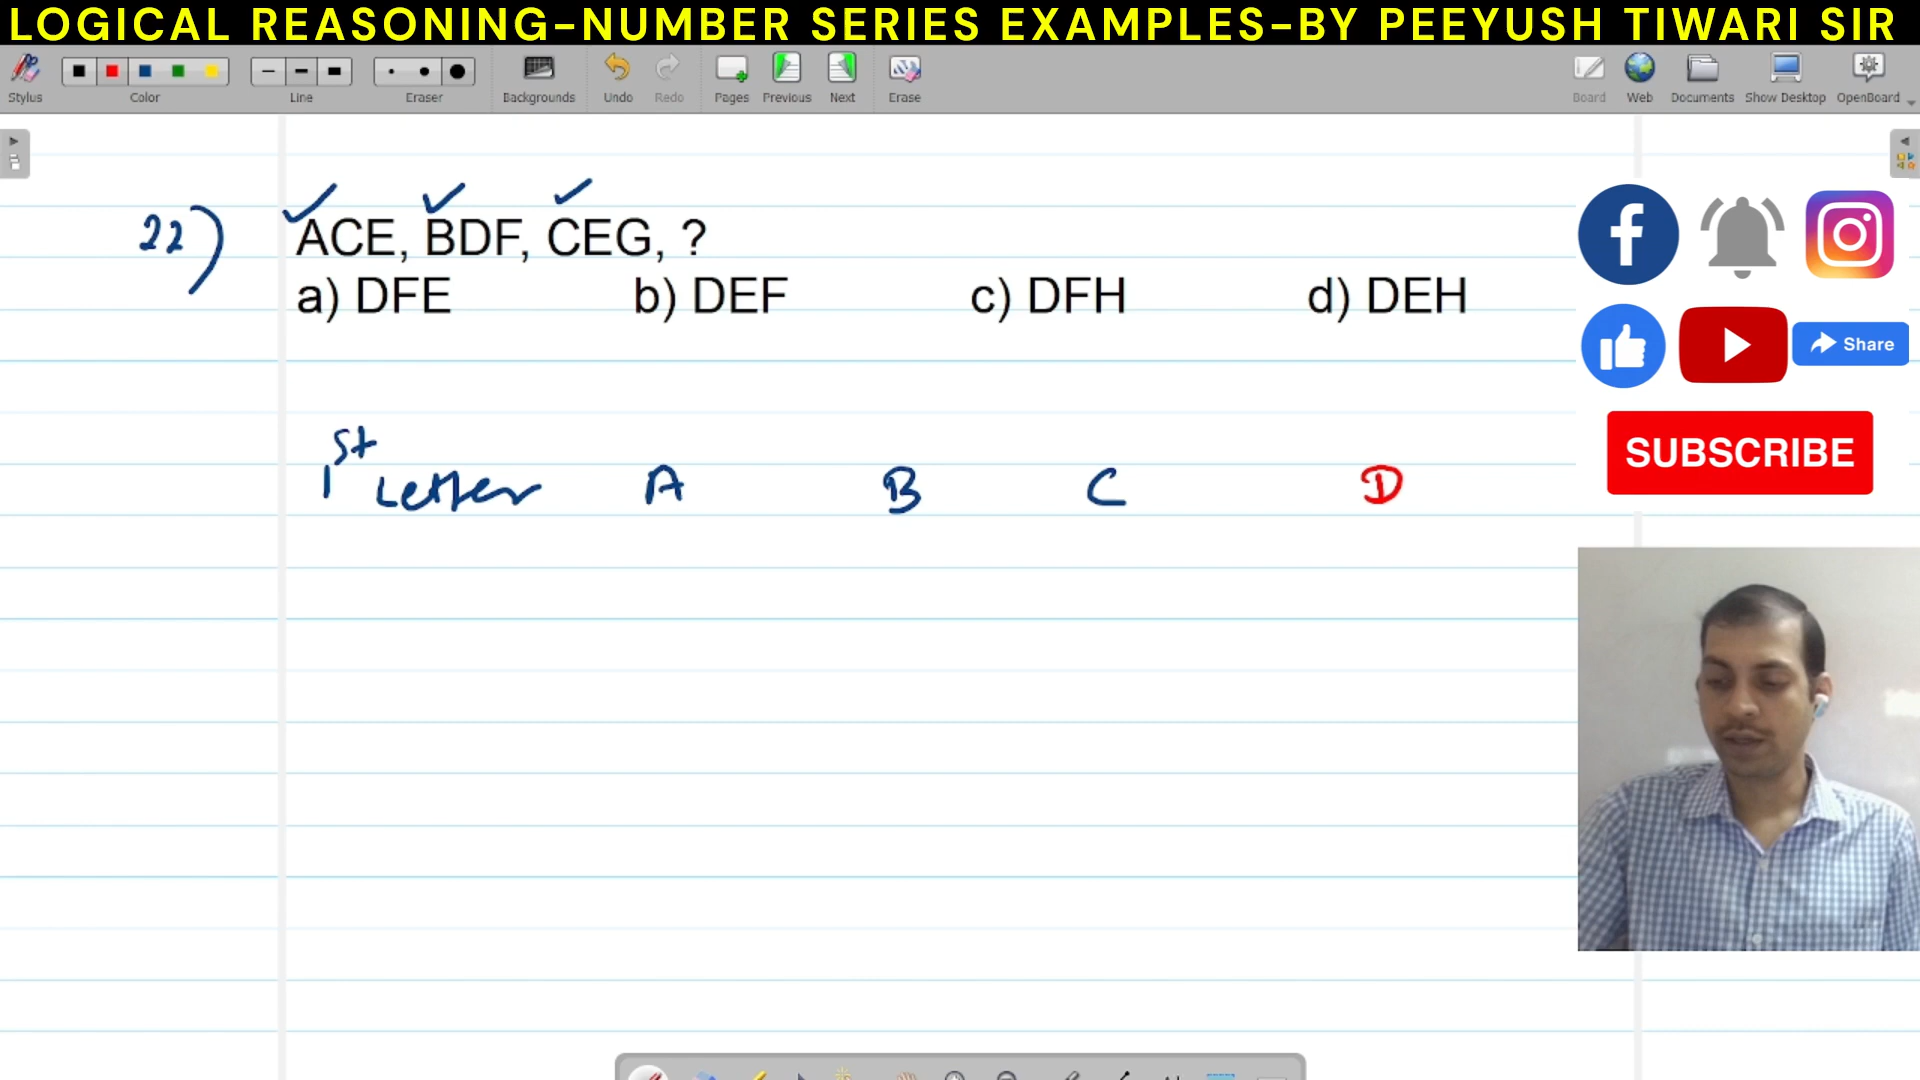 LOGICAL REASONING-NUMBER SERIES EXAMPLES-BY PEEYUSH TIWARI SIR
Stylus Color Line Eraser Backgrounds Undo Redo Pages Previous Next Erase Board Web Documents Show Desktop OpenBoard
22) ACE, BDF, CEG, ?
a) DFE b) DEF c) DFH d) DEH
Share
SUBSCRIBE
1st Letter A B C D